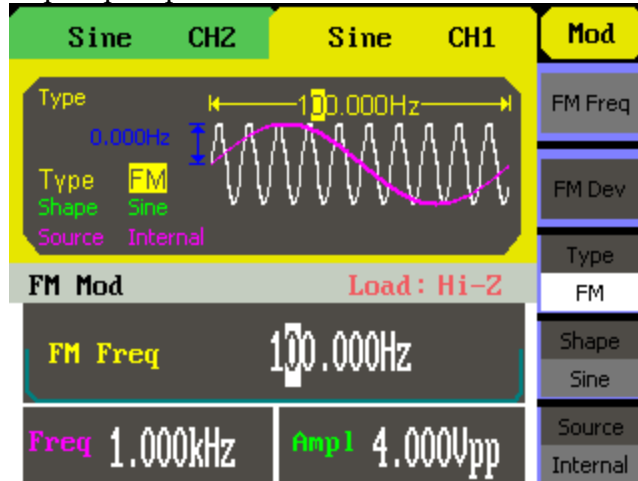 Sine CH2 Sine CH1 Mod
Type 100.000Hz FM Freq
0.000Hz
Type FM FM Dev
Shape Sine
Source Internal Type
FM Mod Load: Hi-Z FM
FM Freq 100.000Hz Shape
Sine
Freq 1.000kHz Ampl 4.000Vpp Source
Internal